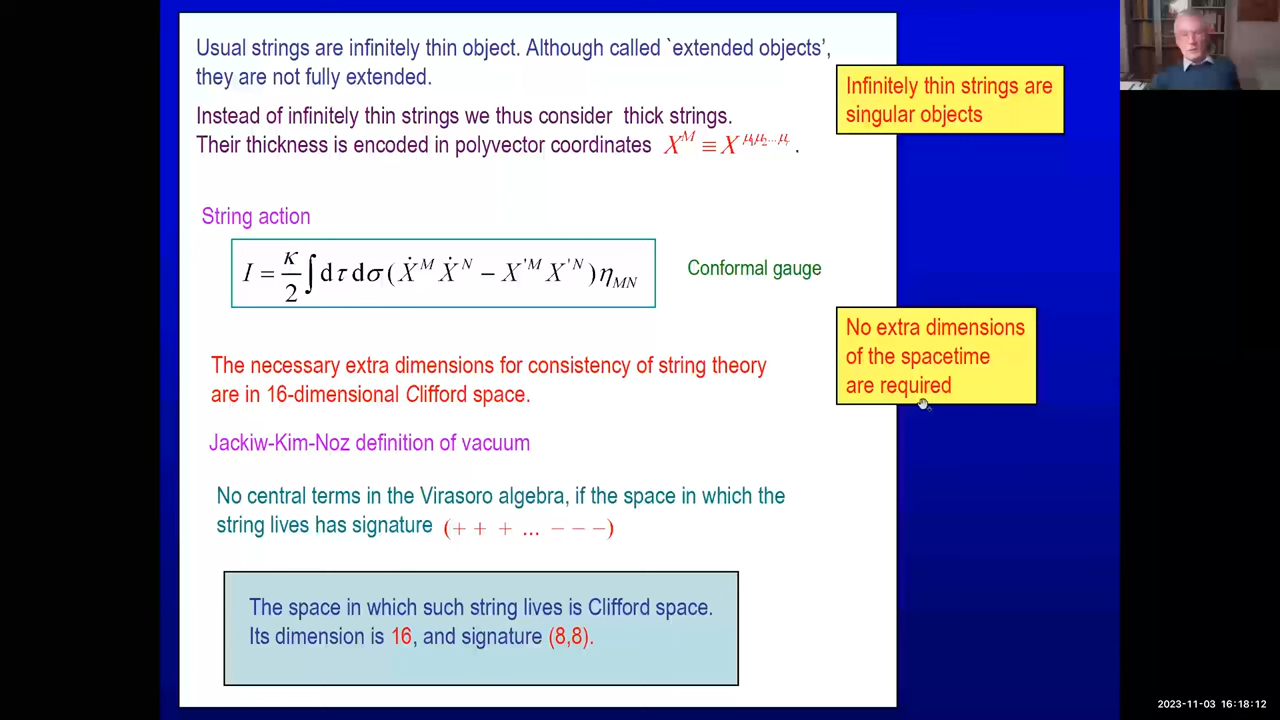 Usual strings are infinitely thin object. Although called `extended objects',
they are not fully extended.
Infinitely thin strings are
singular objects
Instead of infinitely thin strings we thus consider thick strings.
Their thickness is encoded in polyvector coordinates X^M ≡ X^{μ₁μ₂...μ_r} .
String action
I = κ/2 ∫ dτ dσ ( Ẋ^M Ẋ^N − X'^M X'^N ) η_{MN}
Conformal gauge
No extra dimensions
of the spacetime
are required
The necessary extra dimensions for consistency of string theory
are in 16-dimensional Clifford space.
Jackiw-Kim-Noz definition of vacuum
No central terms in the Virasoro algebra, if the space in which the
string lives has signature (+ + + ... − − −)
The space in which such string lives is Clifford space.
Its dimension is 16, and signature (8,8).
2023-11-03 16:18:12